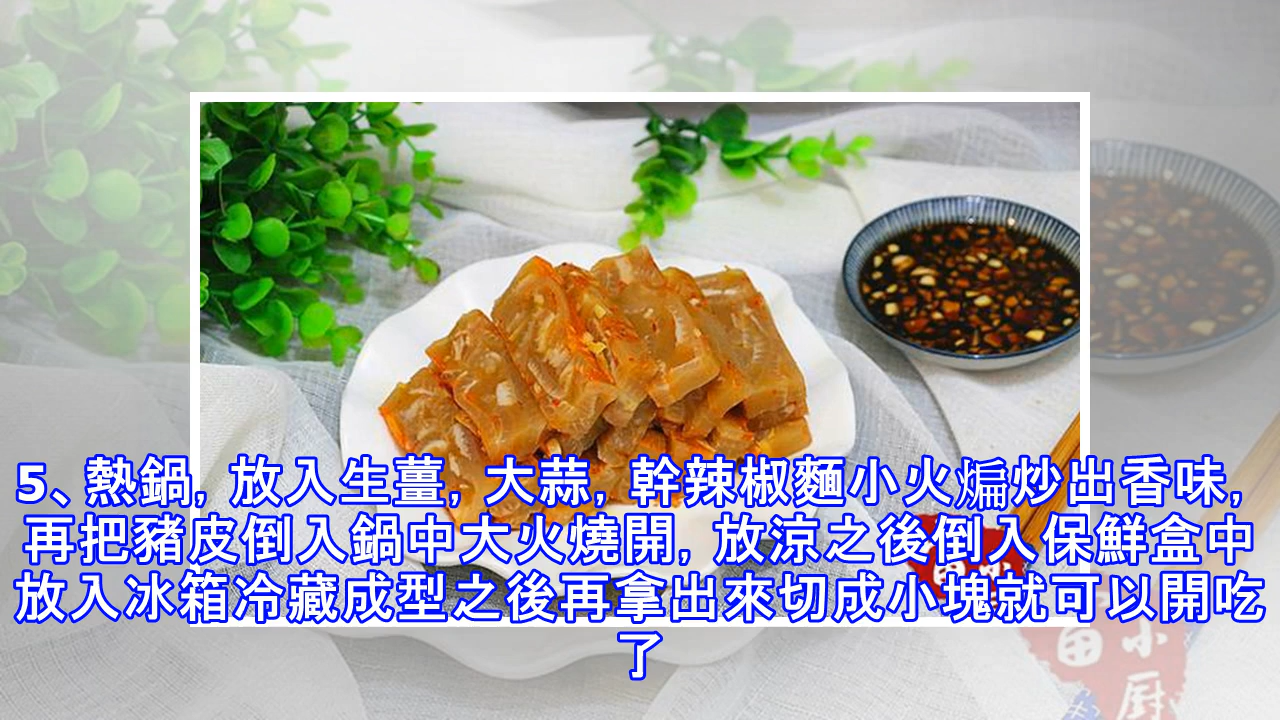 5、熱鍋, 放入生薑, 大蒜, 幹辣椒麵小火煸炒出香味,
再把豬皮倒入鍋中大火燒開, 放涼之後倒入保鮮盒中
放入冰箱冷藏成型之後再拿出來切成小塊就可以開吃
了
小
厨